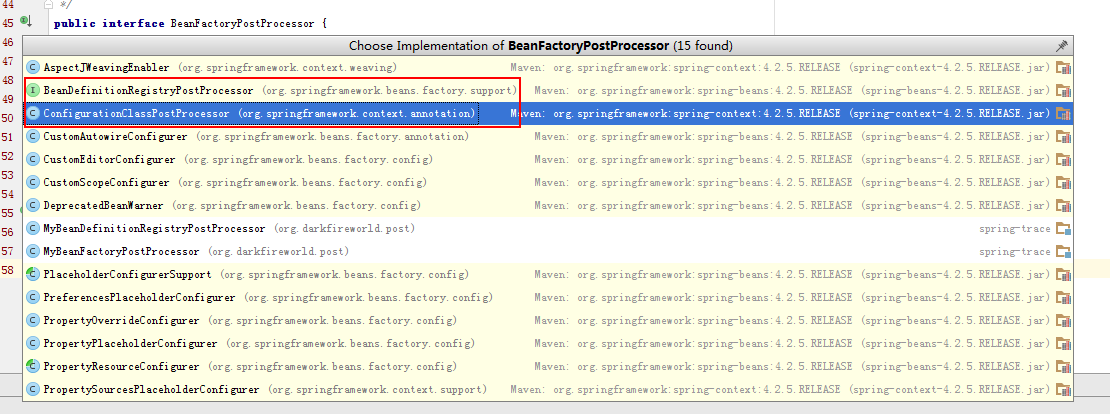 44 */
45 public interface BeanFactoryPostProcessor {
46 Choose Implementation of BeanFactoryPostProcessor (15 found)
47 C AspectJWeavingEnabler (org.springframework.context.weaving) Maven: org.springframework:spring-context:4.2.5.RELEASE (spring-context-4.2.5.RELEASE.jar)
48 I BeanDefinitionRegistryPostProcessor (org.springframework.beans.factory.support) Maven: org.springframework:spring-beans:4.2.5.RELEASE (spring-beans-4.2.5.RELEASE.jar)
49 C ConfigurationClassPostProcessor (org.springframework.context.annotation) Maven: org.springframework:spring-context:4.2.5.RELEASE (spring-context-4.2.5.RELEASE.jar)
50 C CustomAutowireConfigurer (org.springframework.beans.factory.annotation) Maven: org.springframework:spring-beans:4.2.5.RELEASE (spring-beans-4.2.5.RELEASE.jar)
51 C CustomEditorConfigurer (org.springframework.beans.factory.config) Maven: org.springframework:spring-beans:4.2.5.RELEASE (spring-beans-4.2.5.RELEASE.jar)
52 C CustomScopeConfigurer (org.springframework.beans.factory.config) Maven: org.springframework:spring-beans:4.2.5.RELEASE (spring-beans-4.2.5.RELEASE.jar)
53 C DeprecatedBeanWarner (org.springframework.beans.factory.config) Maven: org.springframework:spring-beans:4.2.5.RELEASE (spring-beans-4.2.5.RELEASE.jar)
54 C MyBeanDefinitionRegistryPostProcessor (org.darkfireworld.post) spring-trace
55 C MyBeanFactoryPostProcessor (org.darkfireworld.post) spring-trace
56 C PlaceholderConfigurerSupport (org.springframework.beans.factory.config) Maven: org.springframework:spring-beans:4.2.5.RELEASE (spring-beans-4.2.5.RELEASE.jar)
57 C PreferencesPlaceholderConfigurer (org.springframework.beans.factory.config) Maven: org.springframework:spring-beans:4.2.5.RELEASE (spring-beans-4.2.5.RELEASE.jar)
58 C PropertyOverrideConfigurer (org.springframework.beans.factory.config) Maven: org.springframework:spring-beans:4.2.5.RELEASE (spring-beans-4.2.5.RELEASE.jar)
C PropertyPlaceholderConfigurer (org.springframework.beans.factory.config) Maven: org.springframework:spring-beans:4.2.5.RELEASE (spring-beans-4.2.5.RELEASE.jar)
C PropertyResourceConfigurer (org.springframework.beans.factory.config) Maven: org.springframework:spring-beans:4.2.5.RELEASE (spring-beans-4.2.5.RELEASE.jar)
C PropertySourcesPlaceholderConfigurer (org.springframework.context.support) Maven: org.springframework:spring-context:4.2.5.RELEASE (spring-context-4.2.5.RELEASE.jar)